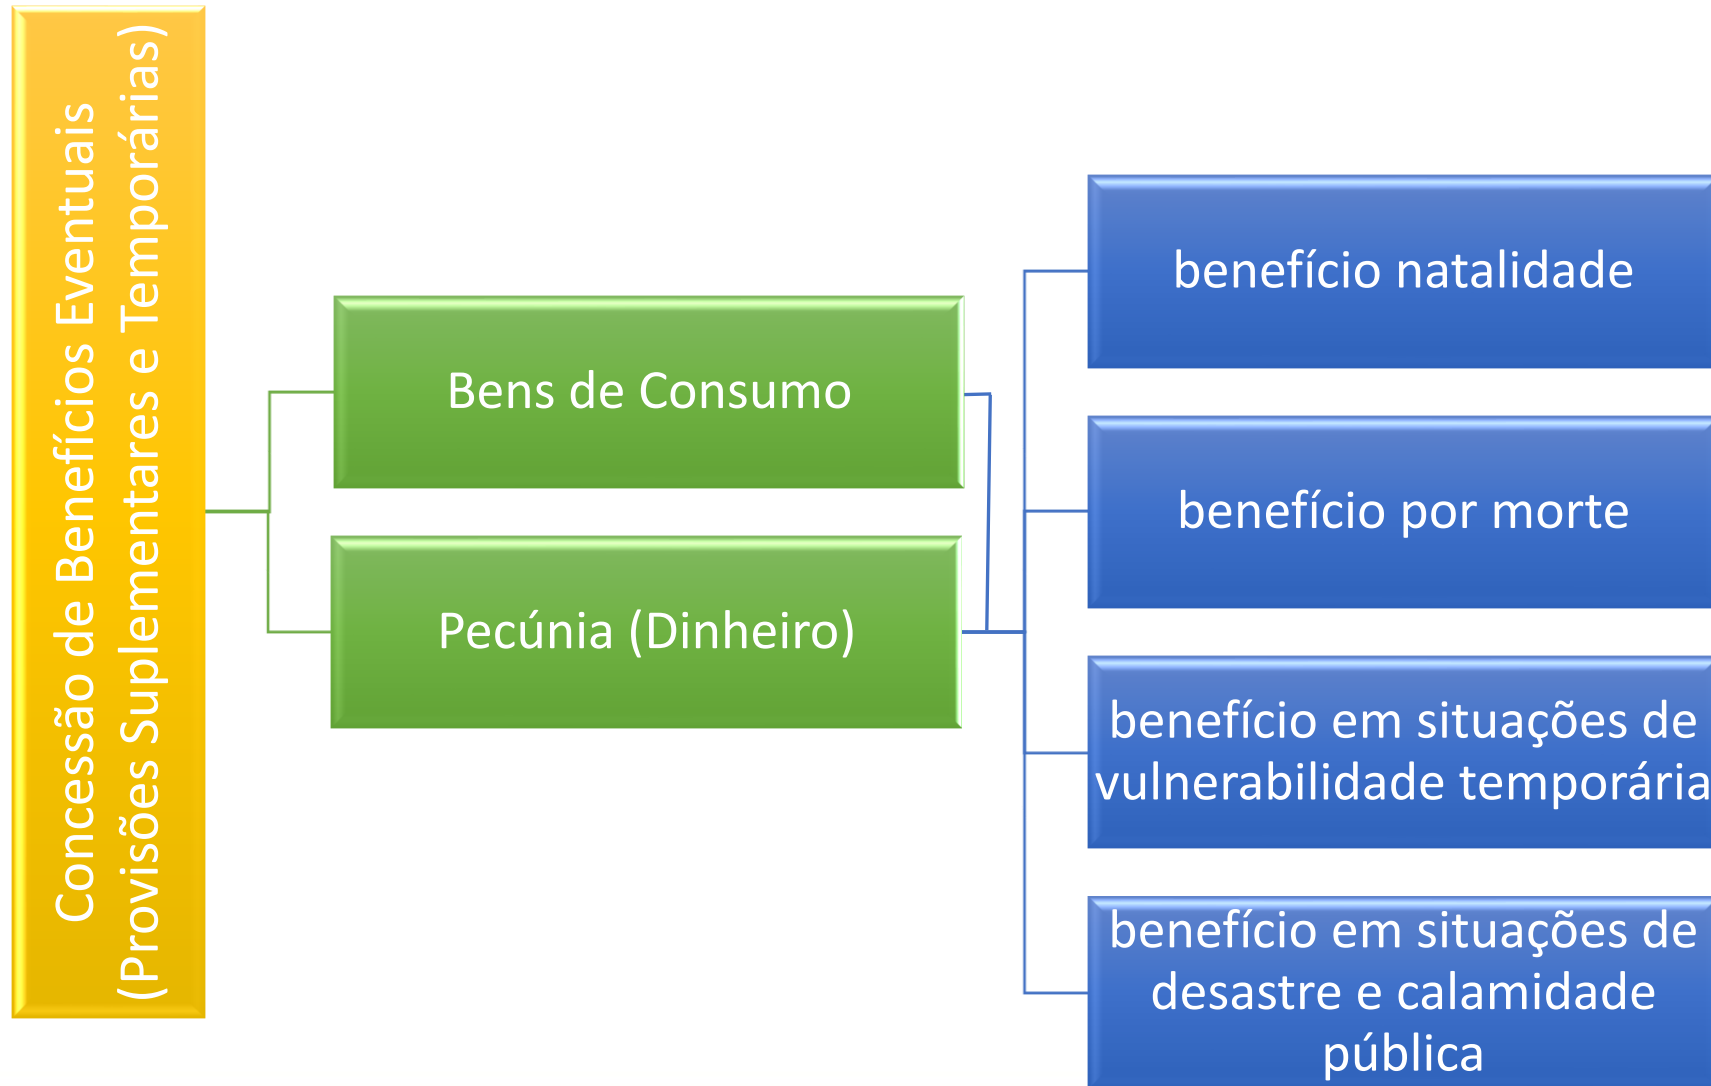 Concessão de Benefícios Eventuais
(Provisões Suplementares e Temporárias)
Bens de Consumo
Pecúnia (Dinheiro)
benefício natalidade
benefício por morte
benefício em situações de
vulnerabilidade temporária
benefício em situações de
desastre e calamidade
pública